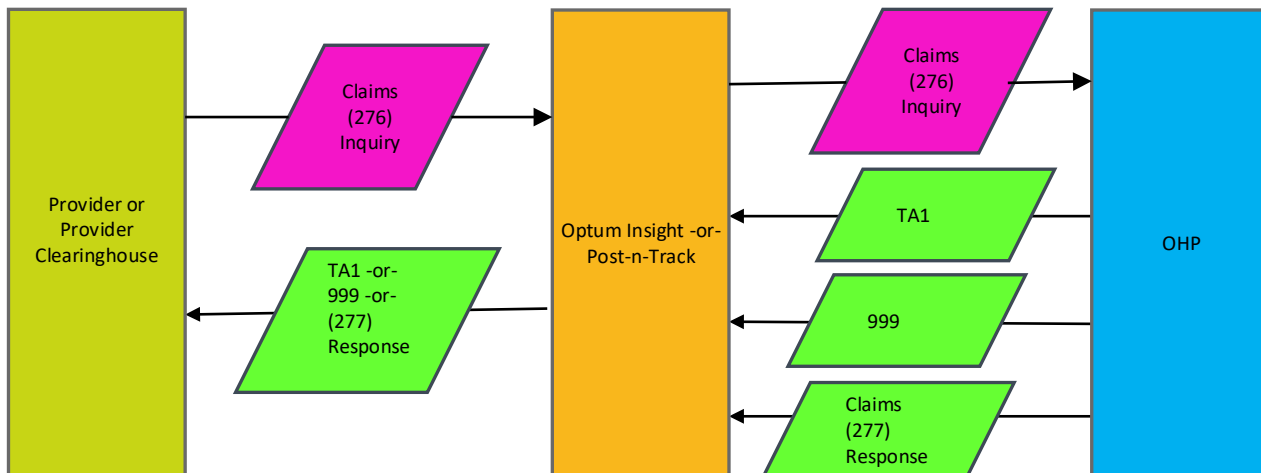 Provider or
Provider
Clearinghouse
Claims
(276)
Inquiry
TA1 -or-
999 -or-
(277)
Response
Optum Insight -or-
Post-n-Track
Claims
(276)
Inquiry
TA1
999
Claims
(277)
Response
OHP